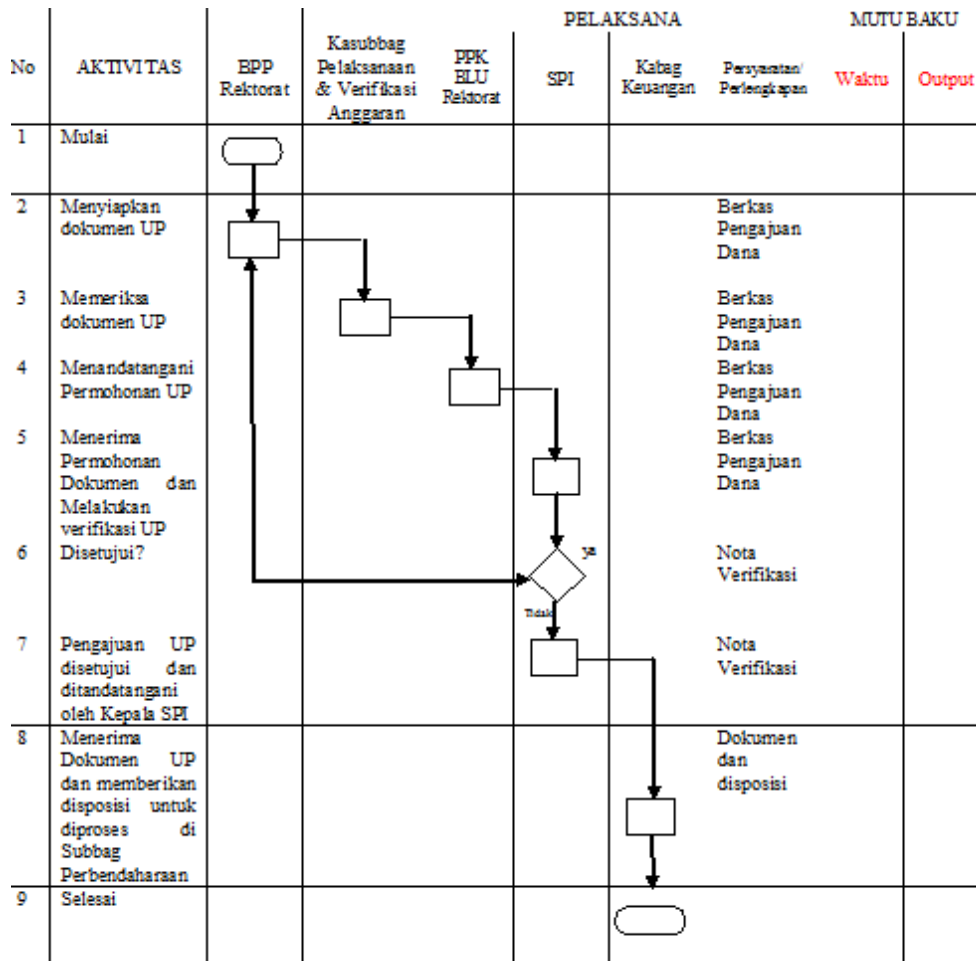 PELAKSANA MUTU BAKU
No AKTIVITAS BPP Rektorat Kasubbag Pelaksanaan & Verifikasi Anggaran PPK BLU Rektorat SPI Kabag Keuangan Persyaratan/ Perlengkapan Waktu Output
1 Mulai
2 Menyiapkan Berkas
dokumen UP Pengajuan
Dana
3 Memeriksa Berkas
dokumen UP Pengajuan
Dana
4 Menandatangani Berkas
Permohonan UP Pengajuan
Dana
5 Menerima Berkas
Permohonan Pengajuan
Dokumen dan Dana
Melakukan
verifikasi UP
6 Disetujui? ya Nota
Verifikasi
Tidak
7 Pengajuan UP Nota
disetujui dan Verifikasi
ditandatangani
oleh Kepala SPI
8 Menerima Dokumen
Dokumen UP dan
dan memberikan disposisi
disposisi untuk
diproses di
Subbag
Perbendaharaan
9 Selesai